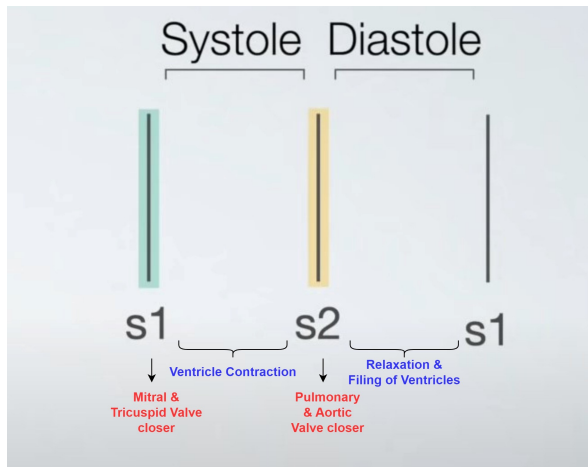 Systole Diastole
s1 s2 s1
Ventricle Contraction
Relaxation &
Filing of Ventricles
Mitral &
Tricuspid Valve
closer
Pulmonary
& Aortic
Valve closer